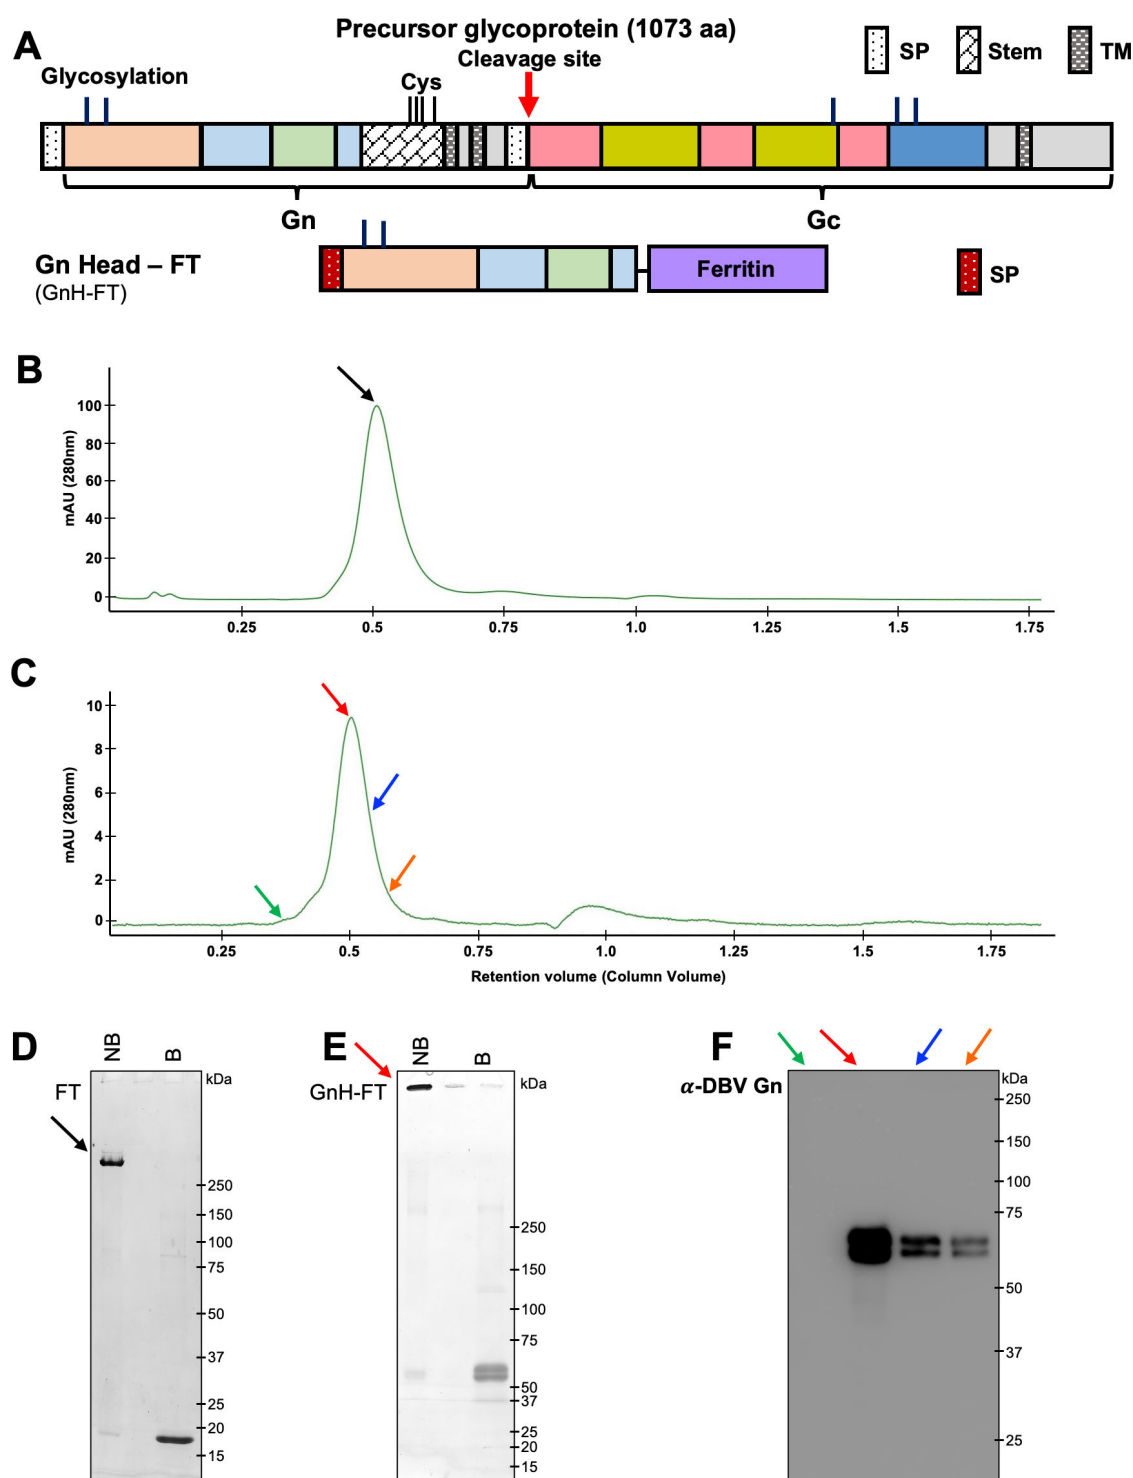 A
Precursor glycoprotein (1073 aa)
Cleavage site
SP
Stem
TM
Glycosylation
Cys
Gn
Gc
Gn Head – FT
(GnH-FT)
Ferritin
SP
B
mAU (280nm)
100
80
60
40
20
0
0.25 0.5 0.75 1.0 1.25 1.5 1.75
C
mAU (280nm)
10
8
6
4
2
0
0.25 0.5 0.75 1.0 1.25 1.5 1.75
Retention volume (Column Volume)
D
NB
B
FT
kDa
250
150
100
75
50
37
25
20
15
E
NB
B
GnH-FT
kDa
250
150
100
75
50
37
25
20
15
F
α-DBV Gn
kDa
250
150
100
75
50
37
25